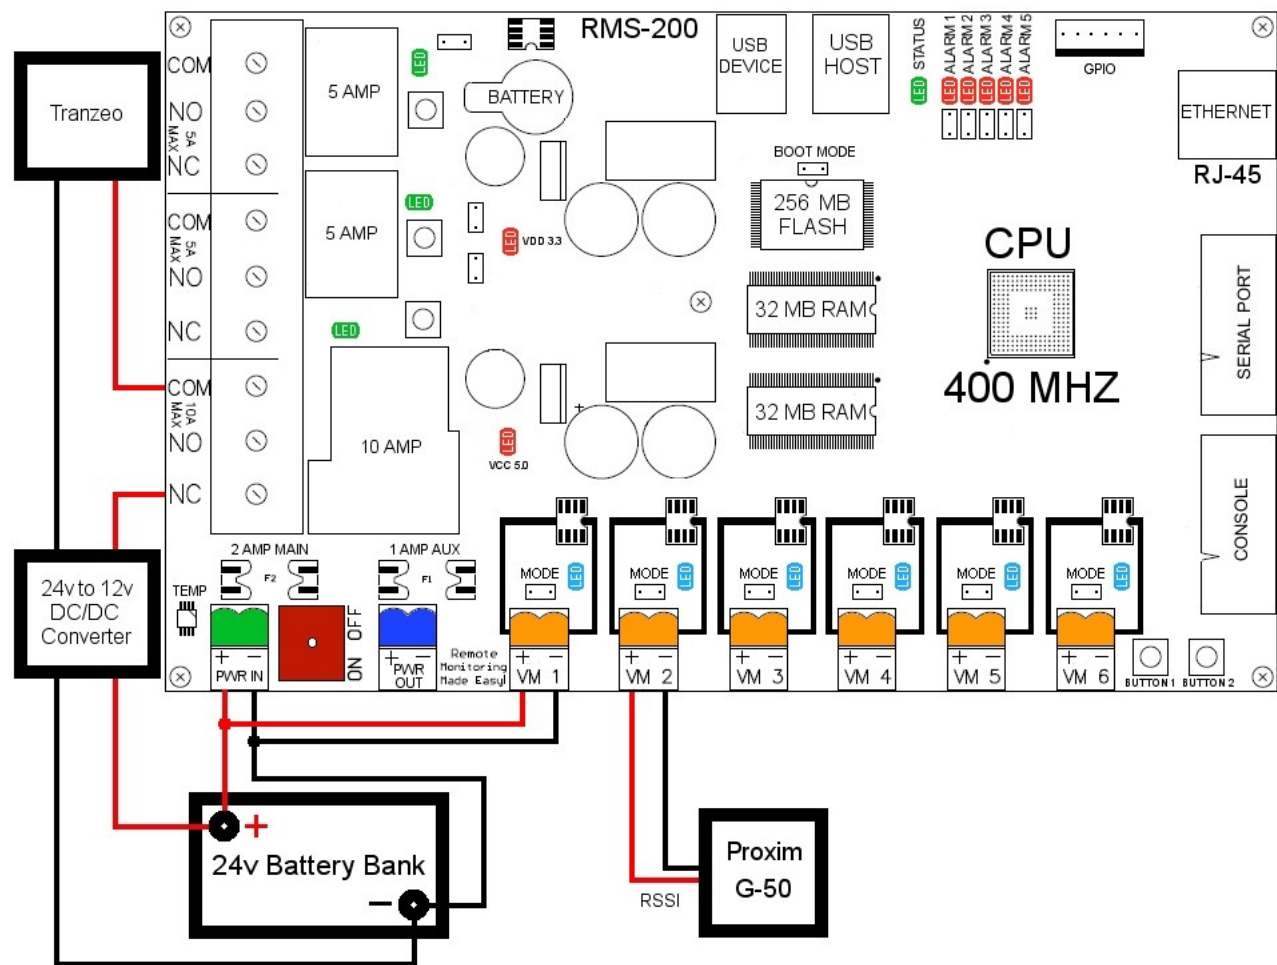 RMS-200
Tranzeo
COM
NO
5A
MAX
NC
COM
5A
MAX
NO
NC
COM
10A
MAX
NO
NC
5 AMP
5 AMP
10 AMP
LED
LED
LED
BATTERY
LED
VDD 3.3
LED
VCC 5.0
USB
DEVICE
USB
HOST
STATUS
ALARM 1
ALARM 2
ALARM 3
ALARM 4
ALARM 5
LED
LED
LED
LED
LED
LED
GPIO
ETHERNET
RJ-45
BOOT MODE
256 MB
FLASH
32 MB RAM
32 MB RAM
CPU
400 MHZ
SERIAL PORT
CONSOLE
24v to 12v
DC/DC
Converter
TEMP
2 AMP MAIN
F2
1 AMP AUX
F1
ON OFF
+ −
PWR IN
+ −
PWR
OUT
Remote
Monitoring
Made Easy!
MODE
LED
+ −
VM 1
MODE
LED
+ −
VM 2
MODE
LED
+ −
VM 3
MODE
LED
+ −
VM 4
MODE
LED
+ −
VM 5
MODE
LED
+ −
VM 6
BUTTON 1
BUTTON 2
+
24v Battery Bank
−
RSSI
Proxim
G-50
+